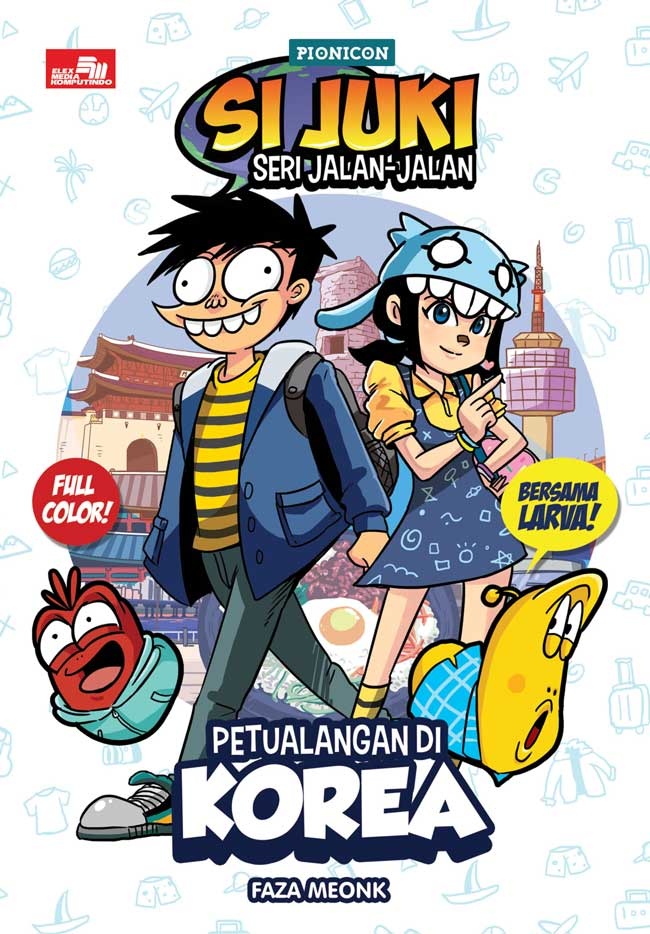 PIONICON
ELEX
MEDIA
KOMPUTINDO
SI JUKI
SERI JALAN-JALAN
FULL
COLOR!
BERSAMA
LARVA!
PETUALANGAN DI
KOREA
FAZA MEONK